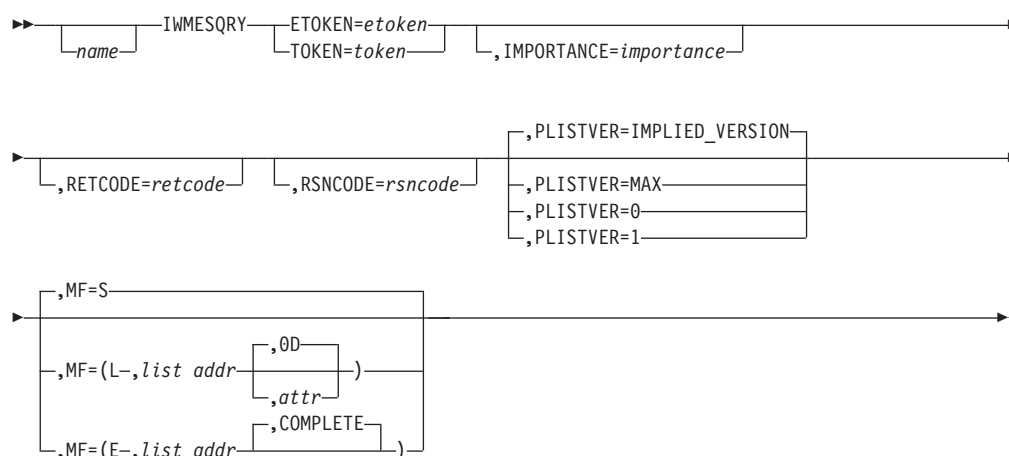 IWMESQRY ETOKEN=etoken
name TOKEN=token ,IMPORTANCE=importance
,PLISTVER=IMPLIED_VERSION
,RETCODE=retcode ,RSNCODE=rsncode ,PLISTVER=MAX
,PLISTVER=0
,PLISTVER=1
,MF=S
,0D
,MF=(L ,list addr )
,attr
,COMPLETE
,MF=(E ,list addr )